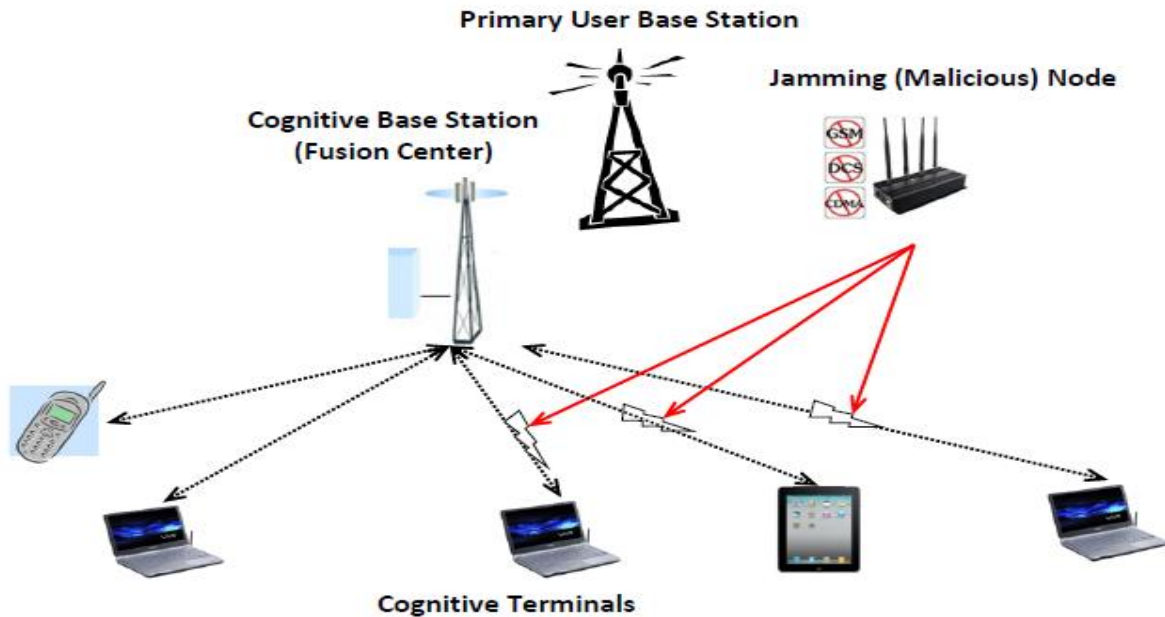 Primary User Base Station
Jamming (Malicious) Node
Cognitive Base Station
(Fusion Center)
GSM
DCS
CDMA
Cognitive Terminals